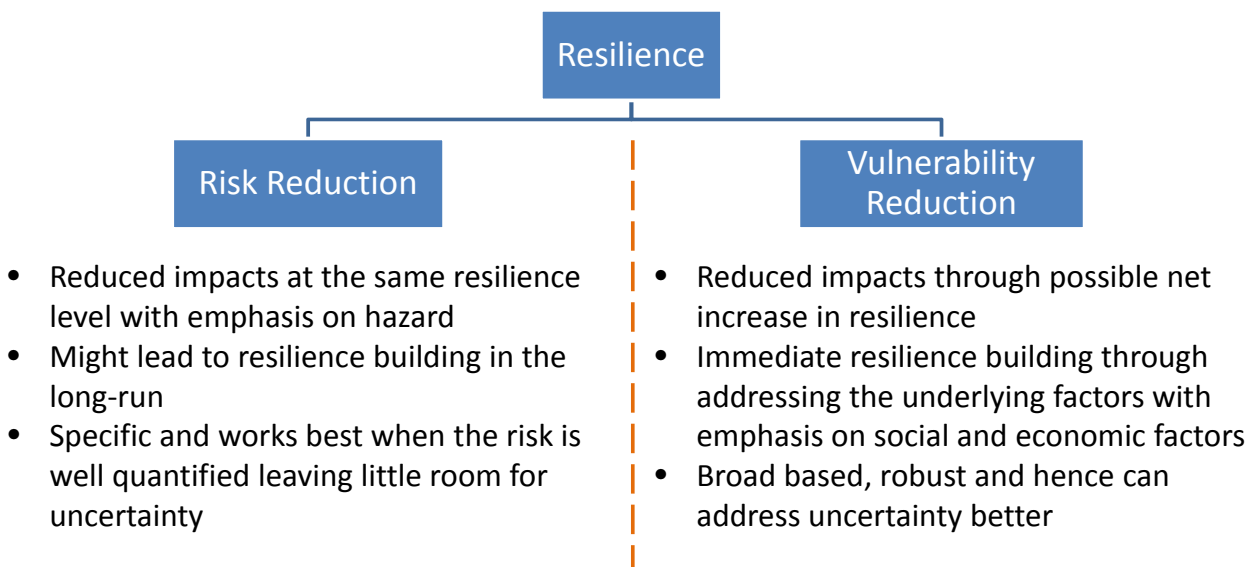 Resilience
Risk Reduction
Vulnerability
Reduction
• Reduced impacts at the same resilience
level with emphasis on hazard
• Might lead to resilience building in the
long-run
• Specific and works best when the risk is
well quantified leaving little room for
uncertainty
• Reduced impacts through possible net
increase in resilience
• Immediate resilience building through
addressing the underlying factors with
emphasis on social and economic factors
• Broad based, robust and hence can
address uncertainty better